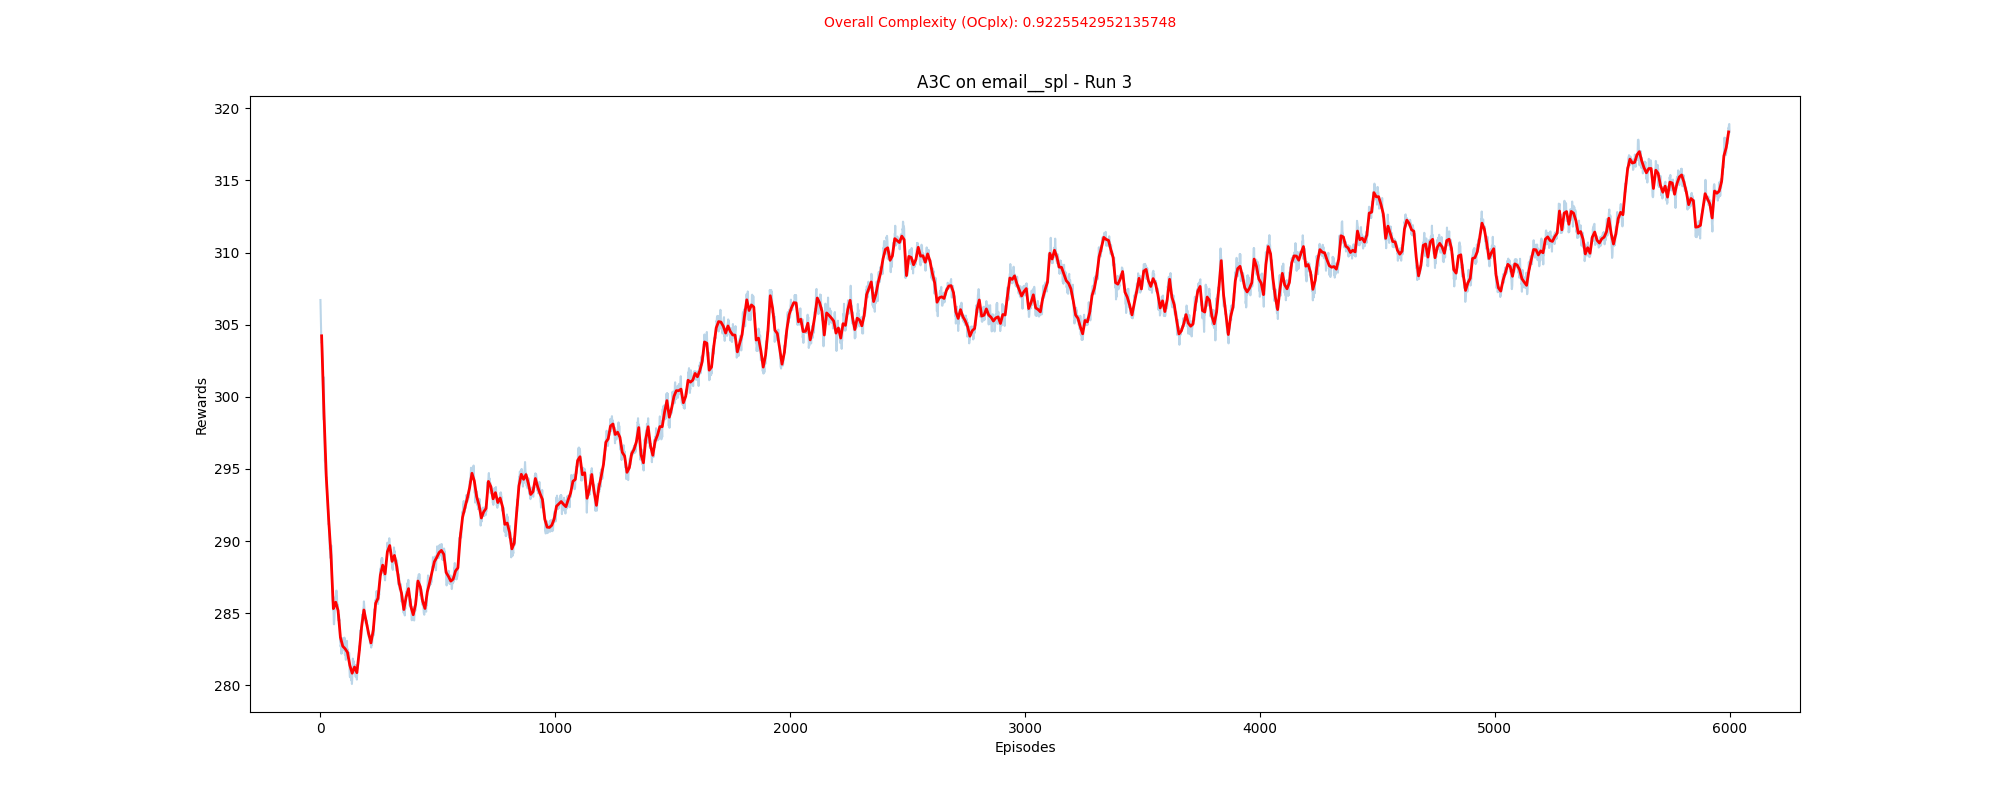 Overall Complexity (OCplx): 0.9225542952135748
A3C on email__spl - Run 3
320
315
310
305
300
295
290
285
280
Rewards
0 1000 2000 3000 4000 5000 6000
Episodes